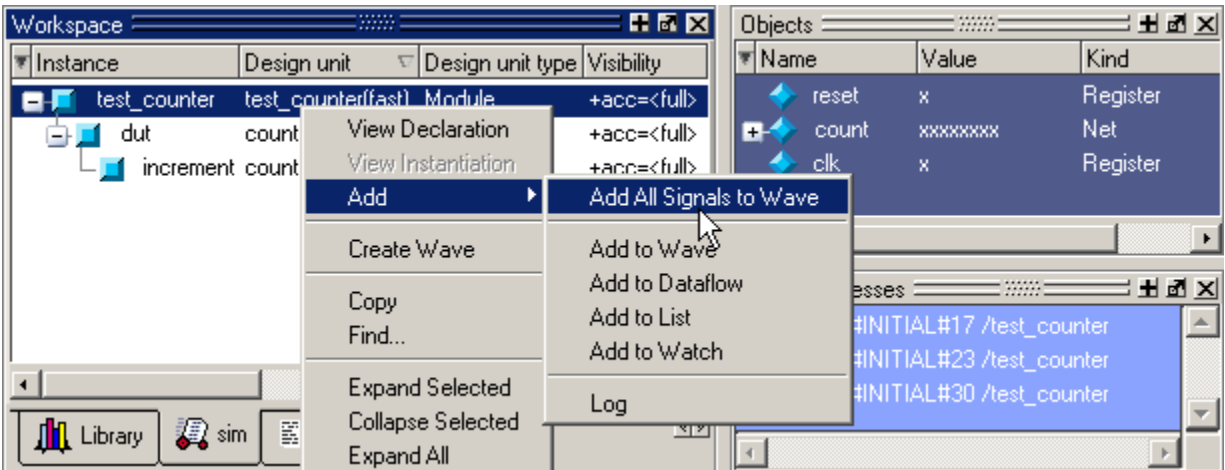 Workspace
Instance Design unit Design unit type Visibility
test_counter test_counter(fast) Module +acc=<full>
dut count +acc=<full>
increment count +acc=<full>
View Declaration
View Instantiation
Add
Create Wave
Copy
Find...
Expand Selected
Collapse Selected
Expand All
Add All Signals to Wave
Add to Wave
Add to Dataflow
Add to List
Add to Watch
Log
Library sim
Objects
Name Value Kind
reset x Register
count xxxxxxxx Net
clk x Register
esses
#INITIAL#17 /test_counter
#INITIAL#23 /test_counter
#INITIAL#30 /test_counter